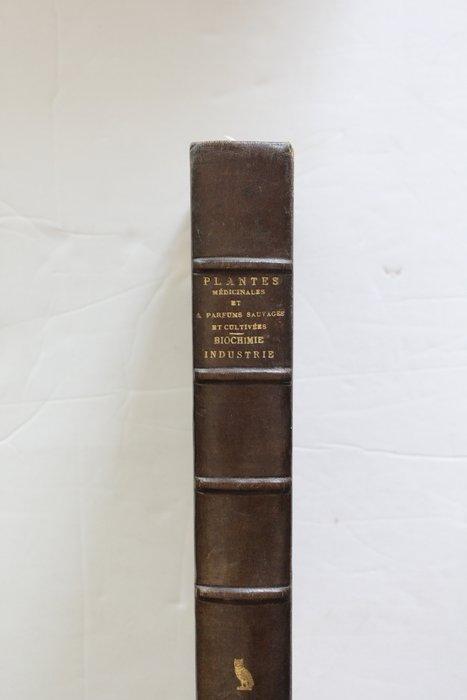 PLANTES
MÉDICINALES
ET
A PARFUMS SAUVAGES
ET CULTIVÉES
BIOCHIMIE
INDUSTRIE